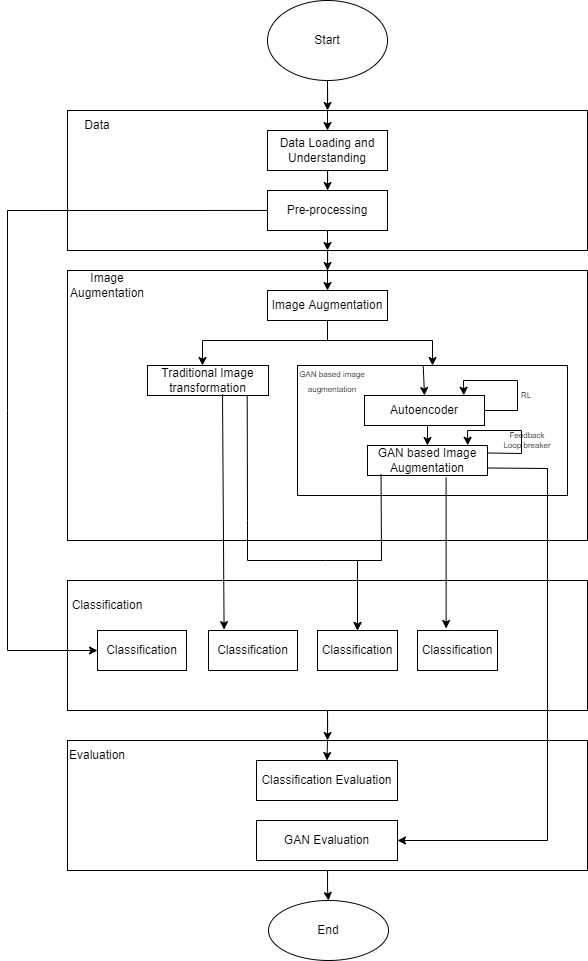 Start
Data
Data Loading and
Understanding
Pre-processing
Image
Augmentation
Image Augmentation
Traditional Image
transformation
GAN based image
augmentation
RL
Autoencoder
Feedback
Loop breaker
GAN based Image
Augmentation
Classification
Classification
Classification
Classification
Classification
Evaluation
Classification Evaluation
GAN Evaluation
End